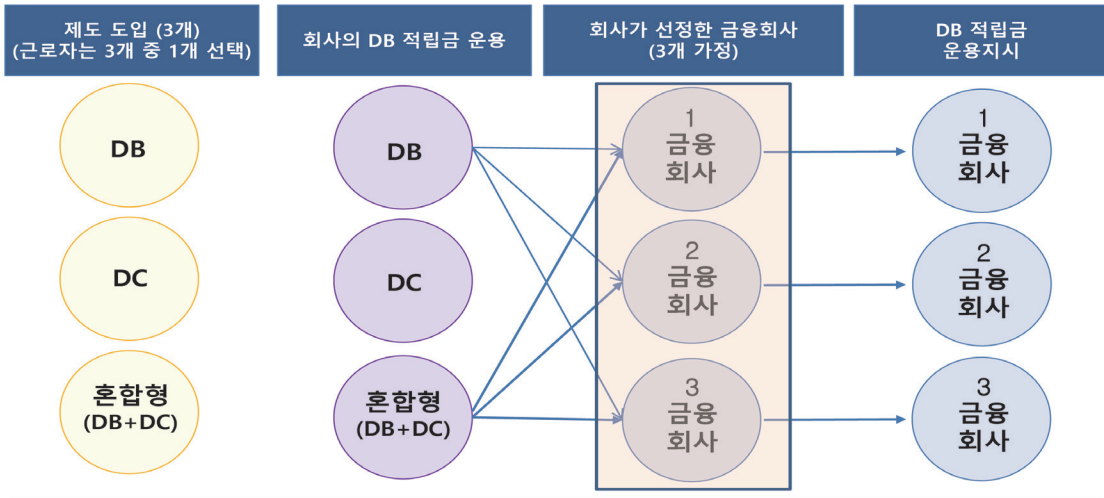 제도 도입 (3개)
(근로자는 3개 중 1개 선택)
회사의 DB 적립금 운용
회사가 선정한 금융회사
(3개 가정)
DB 적립금
운용지시
DB
DB
1
금융
회사
1
금융
회사
DC
DC
2
금융
회사
2
금융
회사
혼합형
(DB+DC)
혼합형
(DB+DC)
3
금융
회사
3
금융
회사